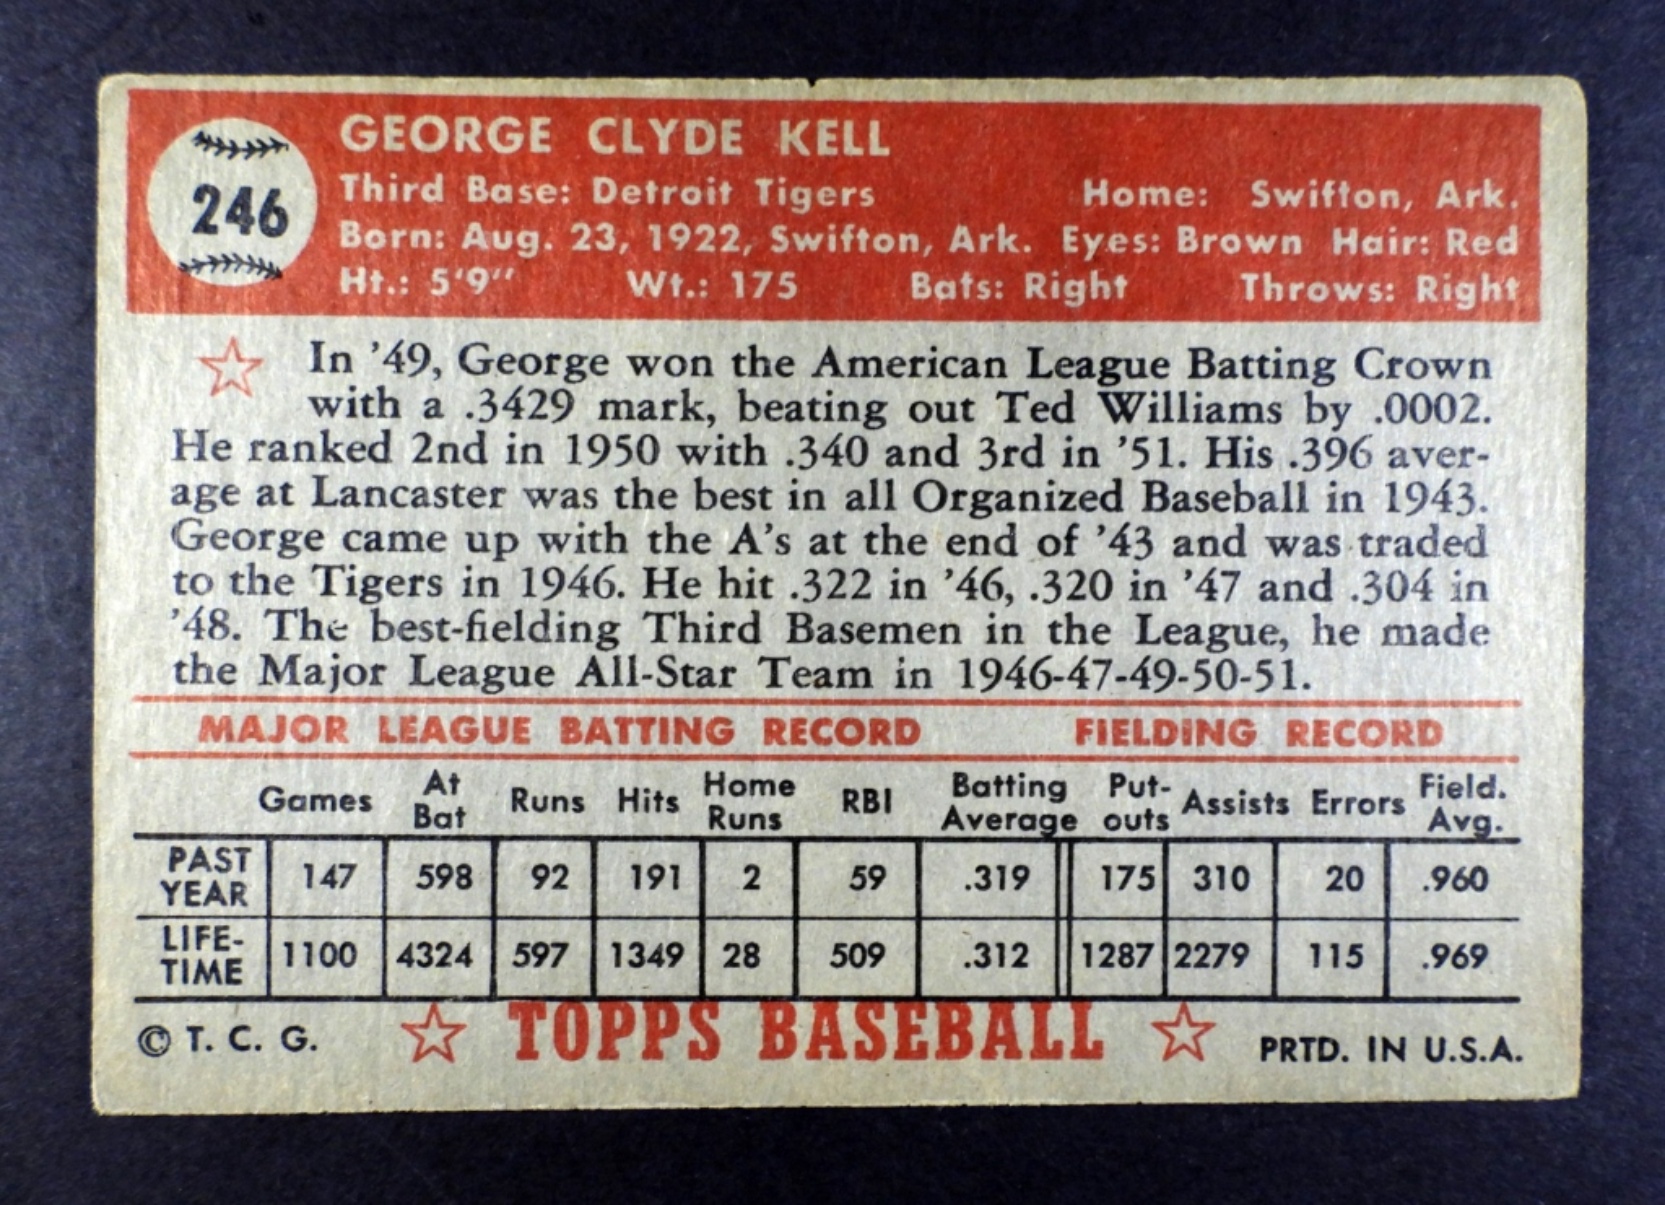 246
GEORGE CLYDE KELL
Third Base: Detroit Tigers Home: Swifton, Ark.
Born: Aug. 23, 1922, Swifton, Ark. Eyes: Brown Hair: Red
Ht.: 5'9" Wt.: 175 Bats: Right Throws: Right
In '49, George won the American League Batting Crown
with a .3429 mark, beating out Ted Williams by .0002.
He ranked 2nd in 1950 with .340 and 3rd in '51. His .396 aver-
age at Lancaster was the best in all Organized Baseball in 1943.
George came up with the A's at the end of '43 and was traded
to the Tigers in 1946. He hit .322 in '46, .320 in '47 and .304 in
'48. The best-fielding Third Basemen in the League, he made
the Major League All-Star Team in 1946-47-49-50-51.
MAJOR LEAGUE BATTING RECORD FIELDING RECORD
Games At Bat Runs Hits Home Runs RBI Batting Average Put-outs Assists Errors Field. Avg.
PAST YEAR 147 598 92 191 2 59 .319 175 310 20 .960
LIFE-TIME 1100 4324 597 1349 28 509 .312 1287 2279 115 .969
© T. C. G. TOPPS BASEBALL PRTD. IN U.S.A.